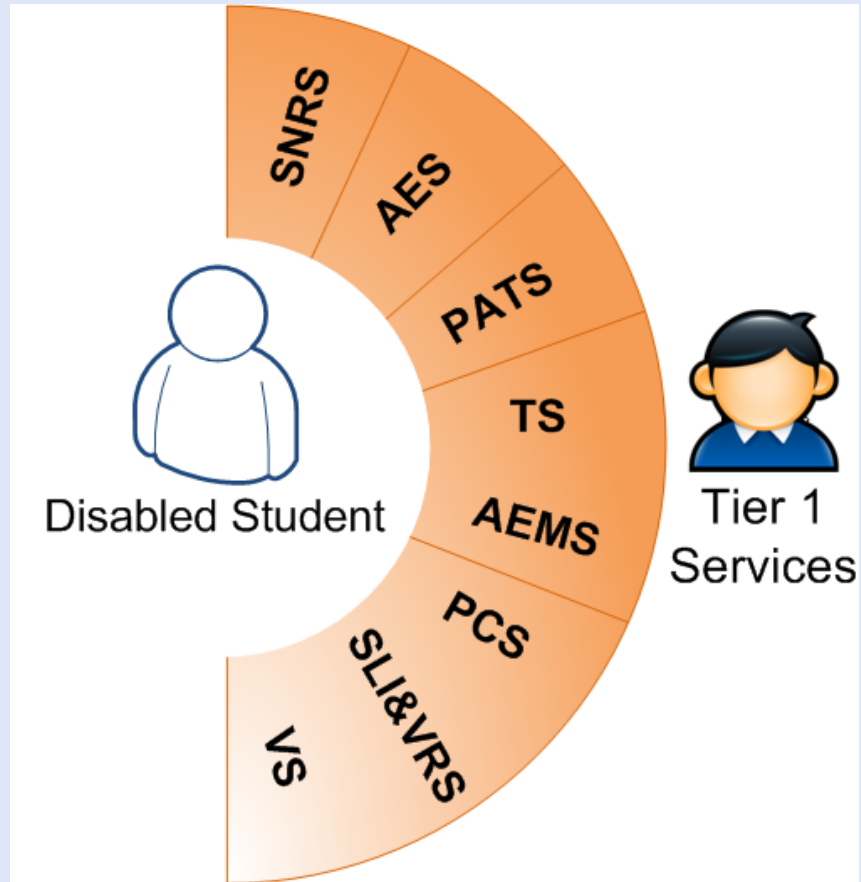 SNRS
AES
PATS
TS
AEMS
PCS
SLI&VRS
VS
Disabled Student
Tier 1
Services